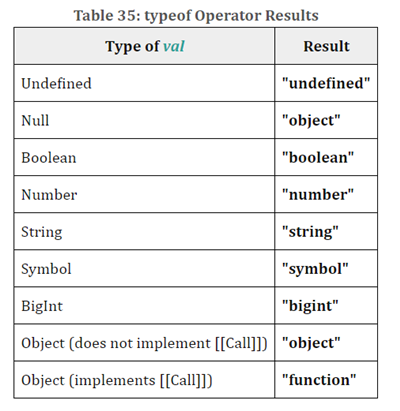 Table 35: typeof Operator Results
Type of val Result
Undefined "undefined"
Null "object"
Boolean "boolean"
Number "number"
String "string"
Symbol "symbol"
BigInt "bigint"
Object (does not implement [[Call]]) "object"
Object (implements [[Call]]) "function"